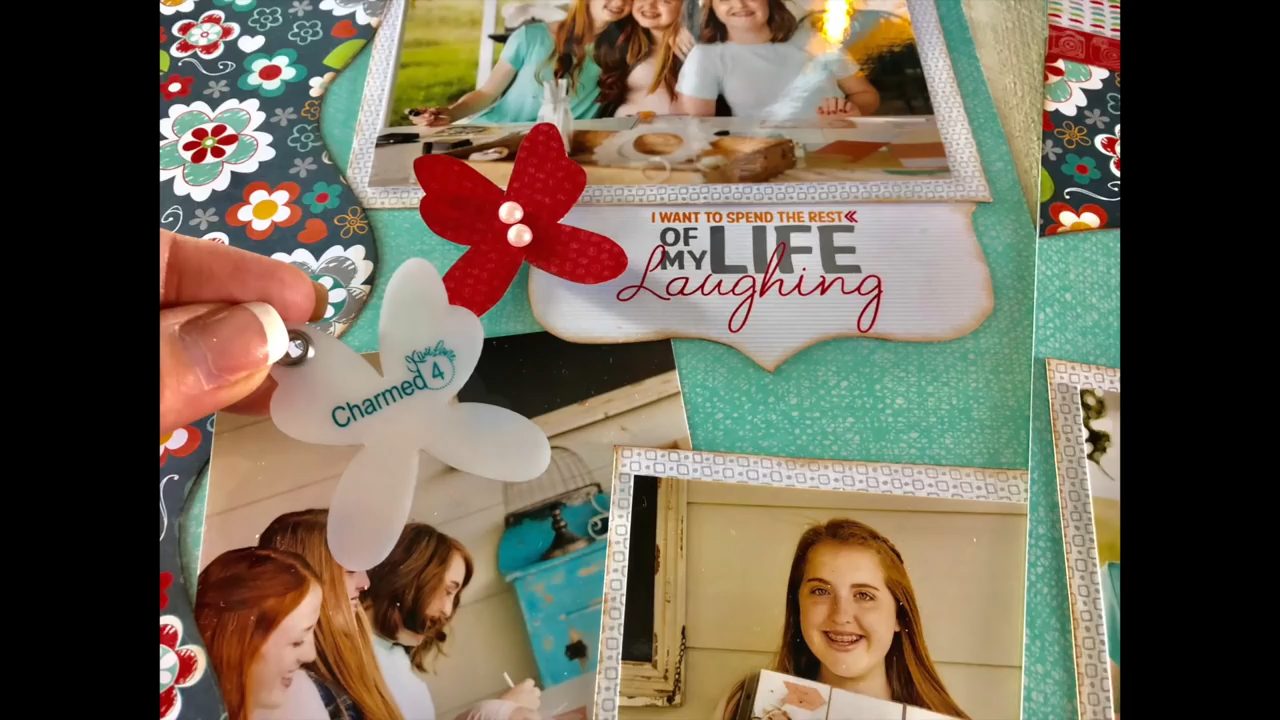 I WANT TO SPEND THE REST
OF
MY LIFE
Laughing
Charmed 4